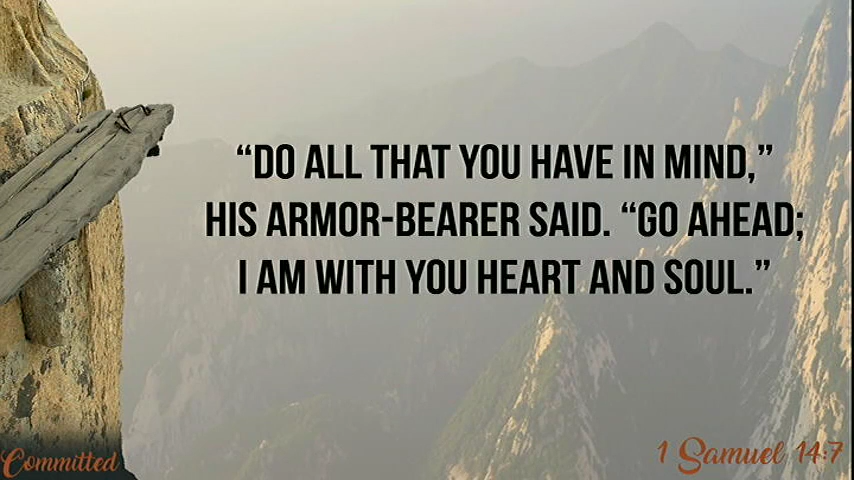 “DO ALL THAT YOU HAVE IN MIND,”
HIS ARMOR-BEARER SAID. “GO AHEAD;
I AM WITH YOU HEART AND SOUL.”
Committed
1 Samuel 14:7